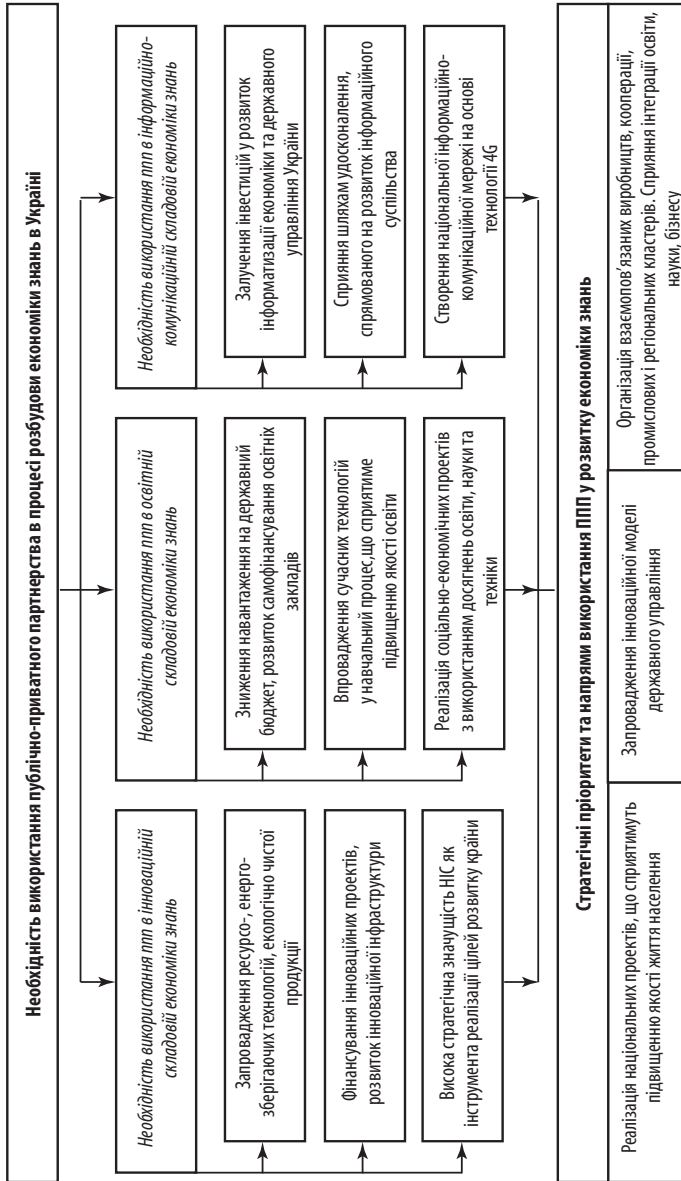 Необхідність використання публічно-приватного партнерства в процесі розбудови економіки знань в Україні
Необхідність використання ппп в інноваційній
складовій економіки знань
Запровадження ресурсо-, енерго-
зберігаючих технологій, екологічно чистої
продукції
Фінансування інноваційних проектів,
розвиток інноваційної інфраструктури
Висока стратегічна значущість НІС як
інструмента реалізації цілей розвитку країни
Необхідність використання ппп в освітній
складовій економіки знань
Зниження навантаження на державний
бюджет, розвиток самофінансування освітніх
закладів
Впровадження сучасних технологій
у навчальний процес,що сприятиме
підвищенню якості освіти
Реалізація соціально-економічних проектів
з використанням досягнень освіти, науки та
техніки
Необхідність використання ппп в інформаційно-
комунікаційній складовій економіки знань
Залучення інвестицій у розвиток
інформатизації економіки та державного
управління України
Сприяння шляхам удосконалення,
спрямованого на розвиток інформаційного
суспільства
Створення національної інформаційно-
комунікаційної мережі на основі
технології 4G
Стратегічні пріоритети та напрями використання ППП у розвитку економіки знань
Реалізація національних проектів, що сприятимуть
підвищенню якості життя населення
Запровадження інноваційної моделі
державного управління
Організація взаємопов’язаних виробництв, кооперації,
промислових і регіональних кластерів. Сприяння інтеграції освіти,
науки, бізнесу